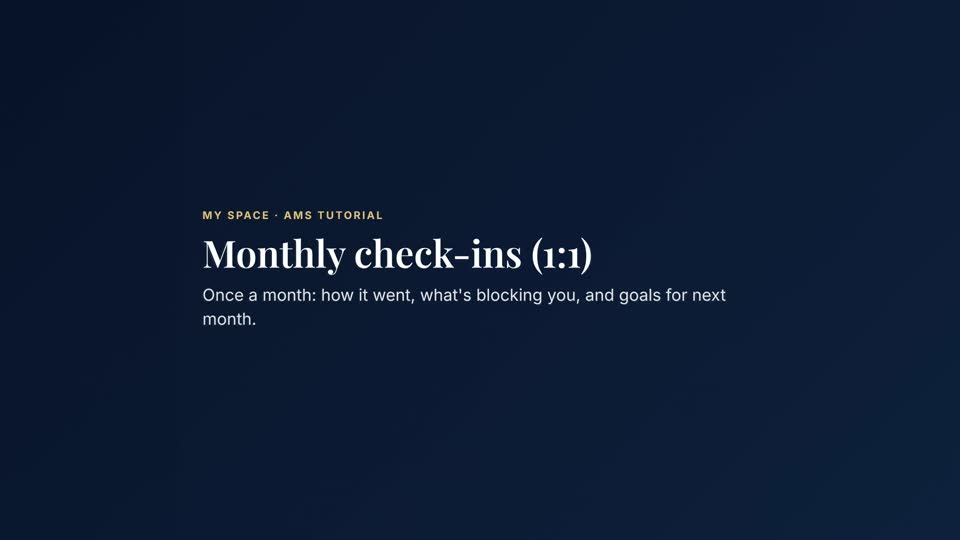 MY SPACE · AMS TUTORIAL
Monthly check-ins (1:1)
Once a month: how it went, what's blocking you, and goals for next
month.